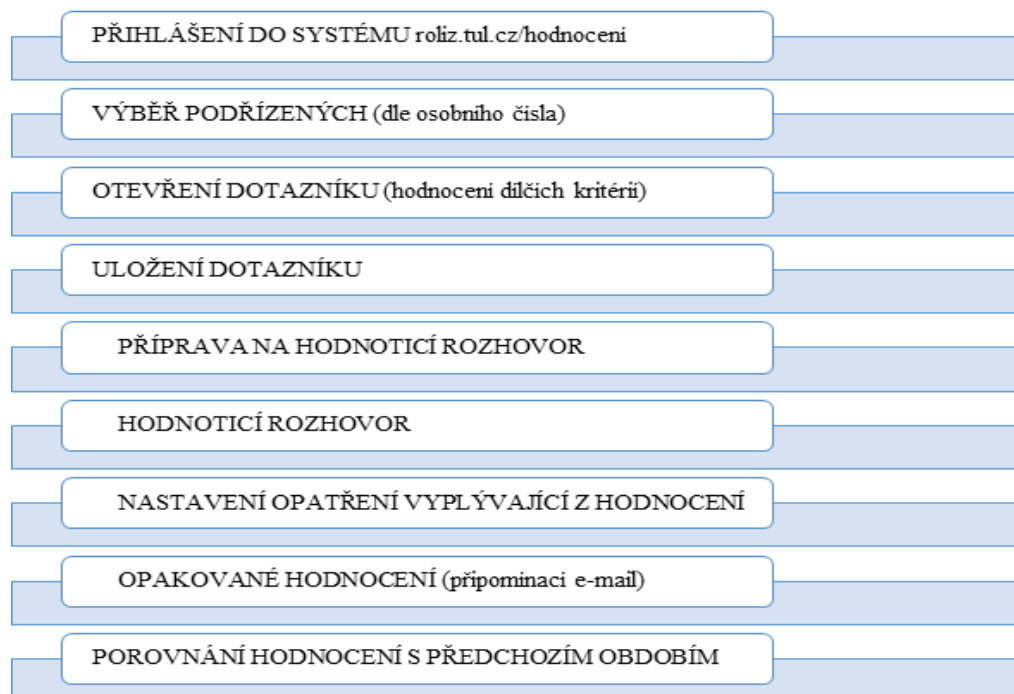 PŘIHLÁŠENÍ DO SYSTÉMU roliz.tul.cz/hodnoceni
VÝBĚŘ PODŘÍZENÝCH (dle osobního čísla)
OTEVŘENÍ DOTAZNÍKU (hodnocení dílčích kritérií)
ULOŽENÍ DOTAZNÍKU
PŘÍPRAVA NA HODNOTICÍ ROZHOVOR
HODNOTICÍ ROZHOVOR
NASTAVENÍ OPATŘENÍ VYPLÝVAJÍCÍ Z HODNOCENÍ
OPAKOVANÉ HODNOCENÍ (připomínací e-mail)
POROVNÁNÍ HODNOCENÍ S PŘEDCHOZÍM OBDOBÍM